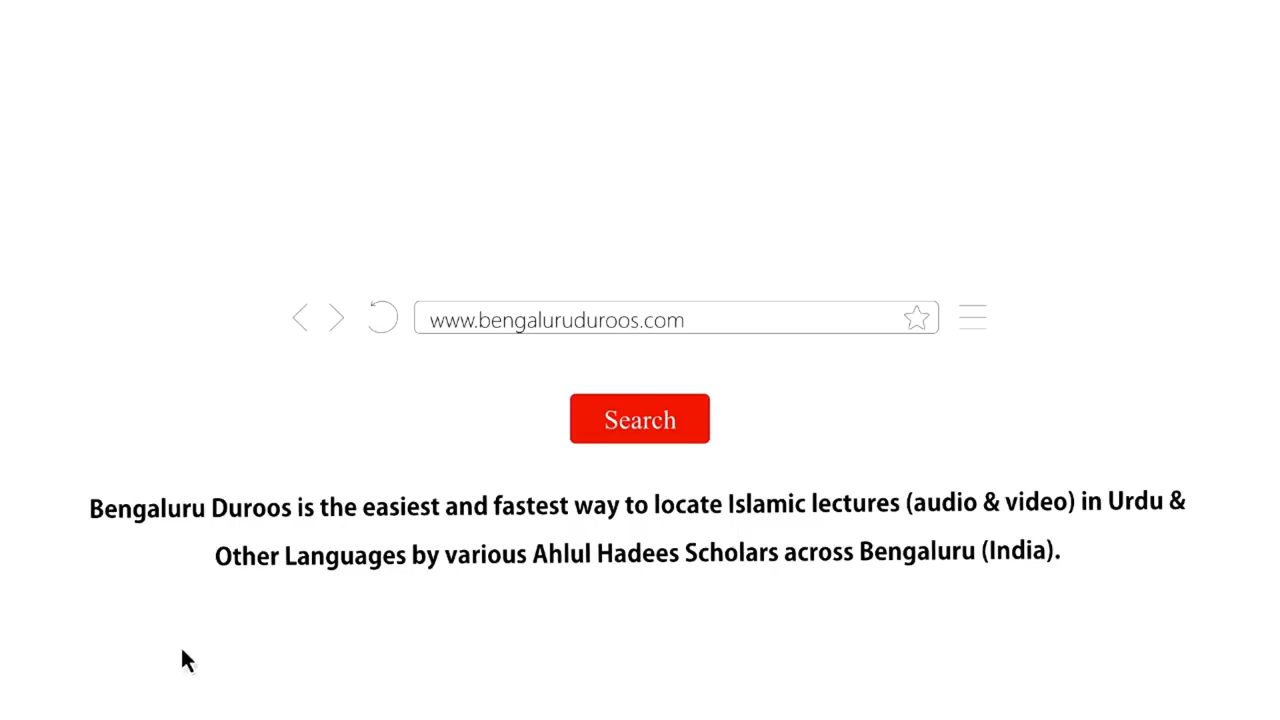 www.bengaluruduroos.com
Search
Bengaluru Duroos is the easiest and fastest way to locate Islamic lectures (audio & video) in Urdu &
Other Languages by various Ahlul Hadees Scholars across Bengaluru (India).